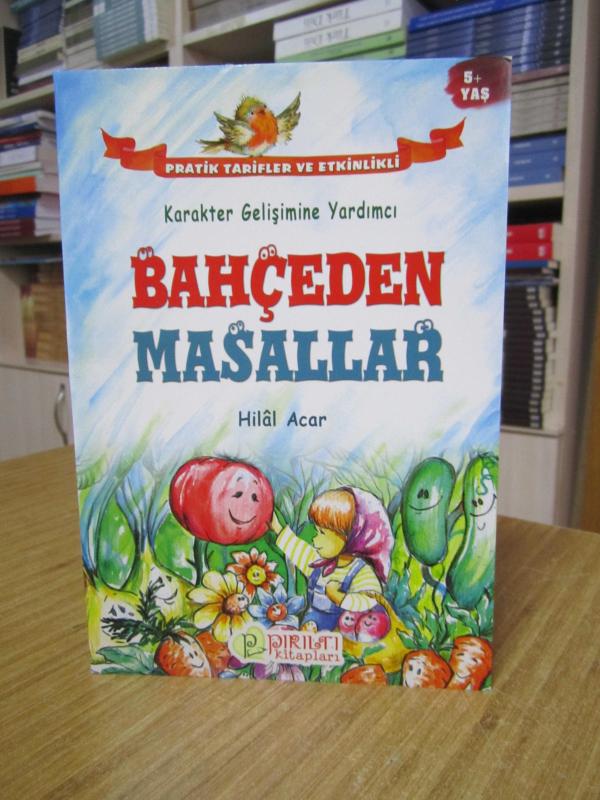 5+
YAŞ
PRATİK TARİFLER VE ETKİNLİKLİ
Karakter Gelişimine Yardımcı
BAHÇEDEN
MASALLAR
Hilâl Acar
PIRILTI
kitapları